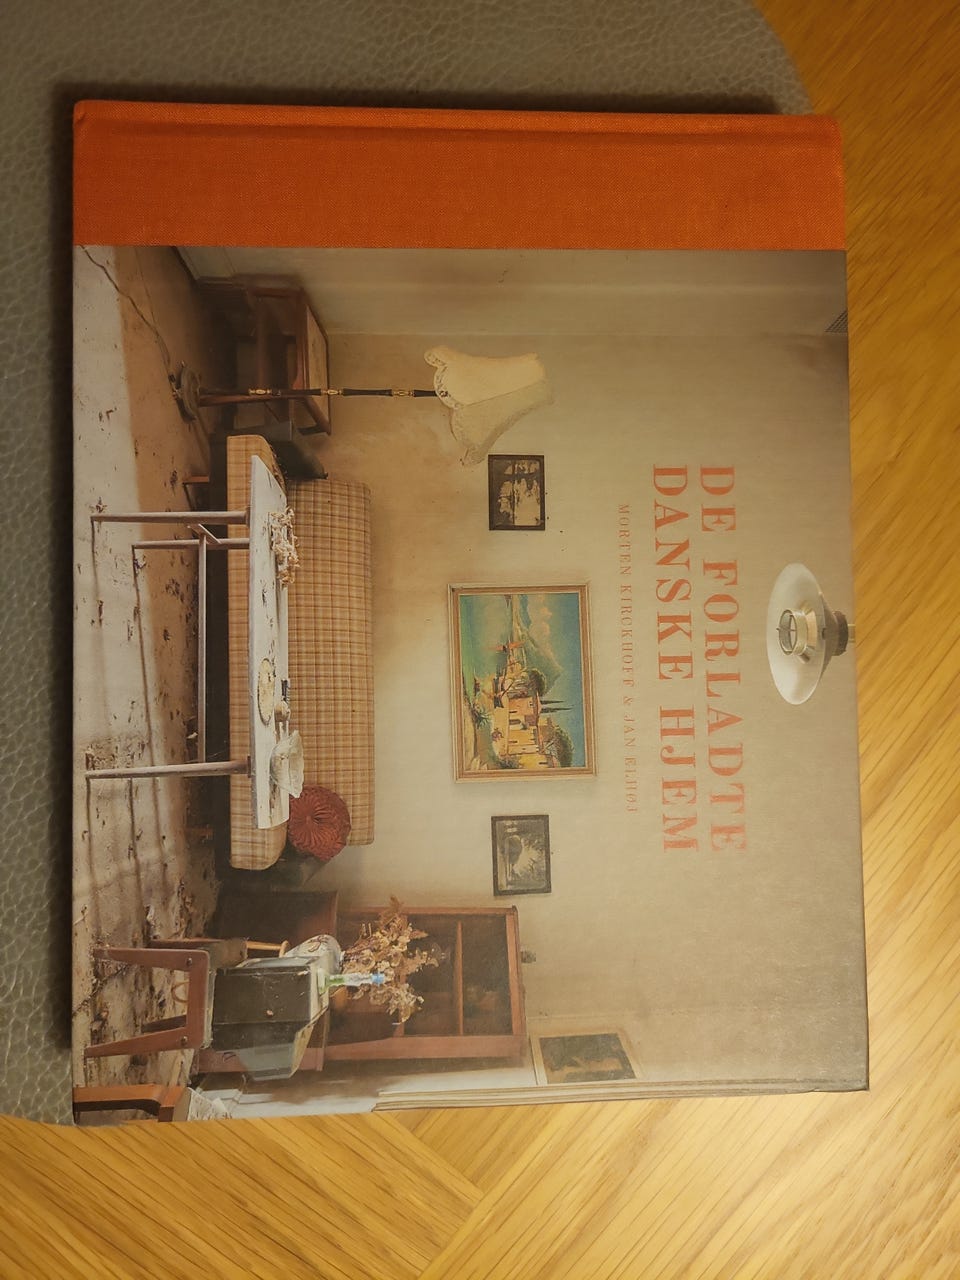 DE FORLADTE
DANSKE HJEM
MORTEN KIRCKHOFF & JAN ELHØJ